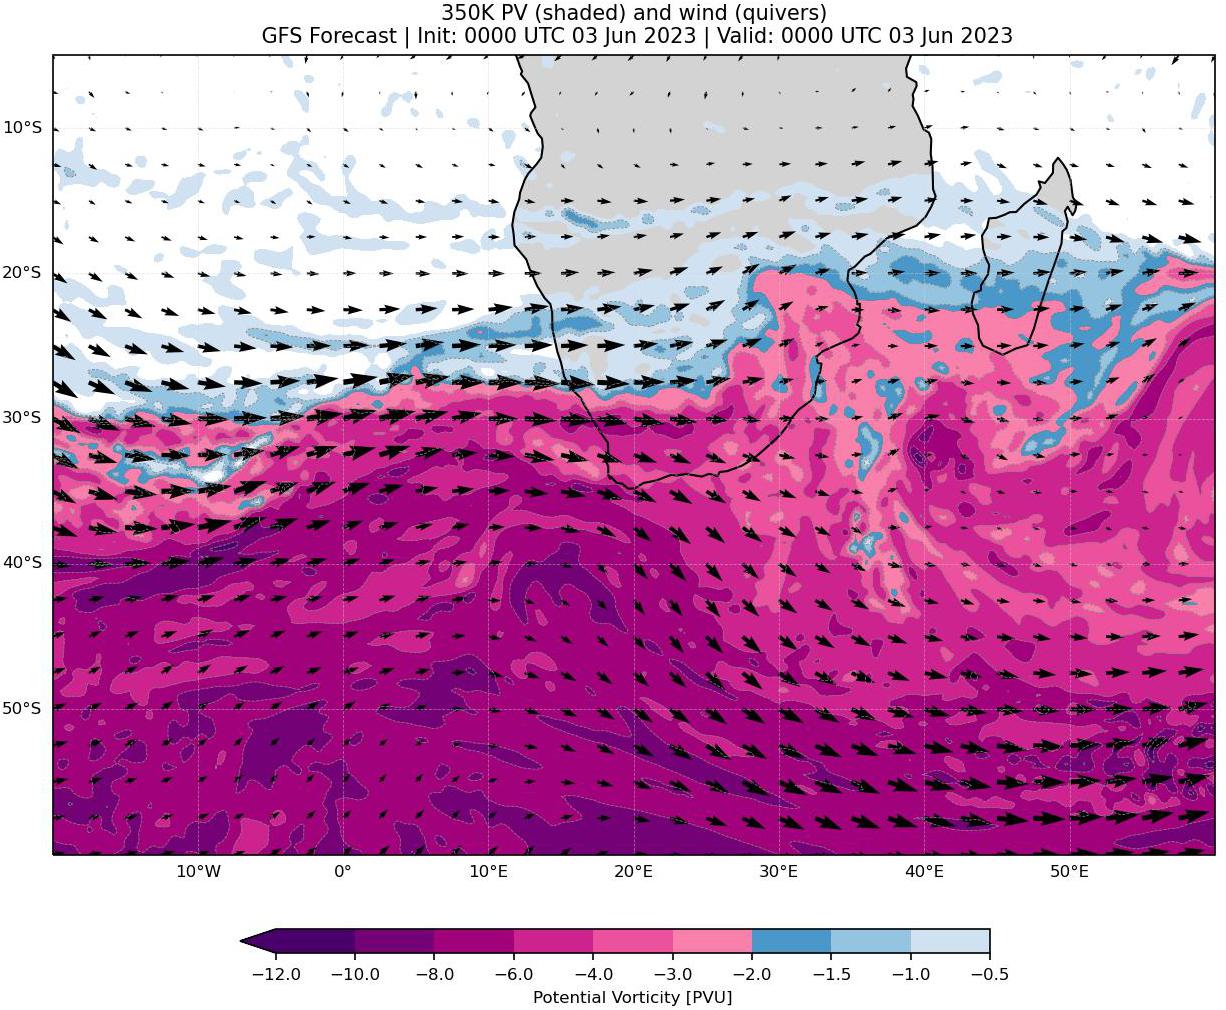 350K PV (shaded) and wind (quivers)
GFS Forecast | Init: 0000 UTC 03 Jun 2023 | Valid: 0000 UTC 03 Jun 2023
10°S
20°S
30°S
40°S
50°S
10°W 0° 10°E 20°E 30°E 40°E 50°E
−12.0 −10.0 −8.0 −6.0 −4.0 −3.0 −2.0 −1.5 −1.0 −0.5
Potential Vorticity [PVU]